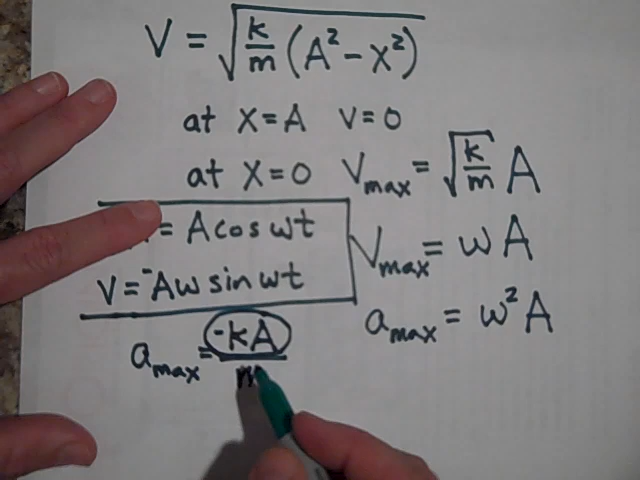 V = √(k/m (A² - X²))
at X = A V = 0
at X = 0 Vmax = √(k/m) A
= A cos ωt
V = -Aω sin ωt
Vmax = ωA
amax = ω²A
amax = -kA/m